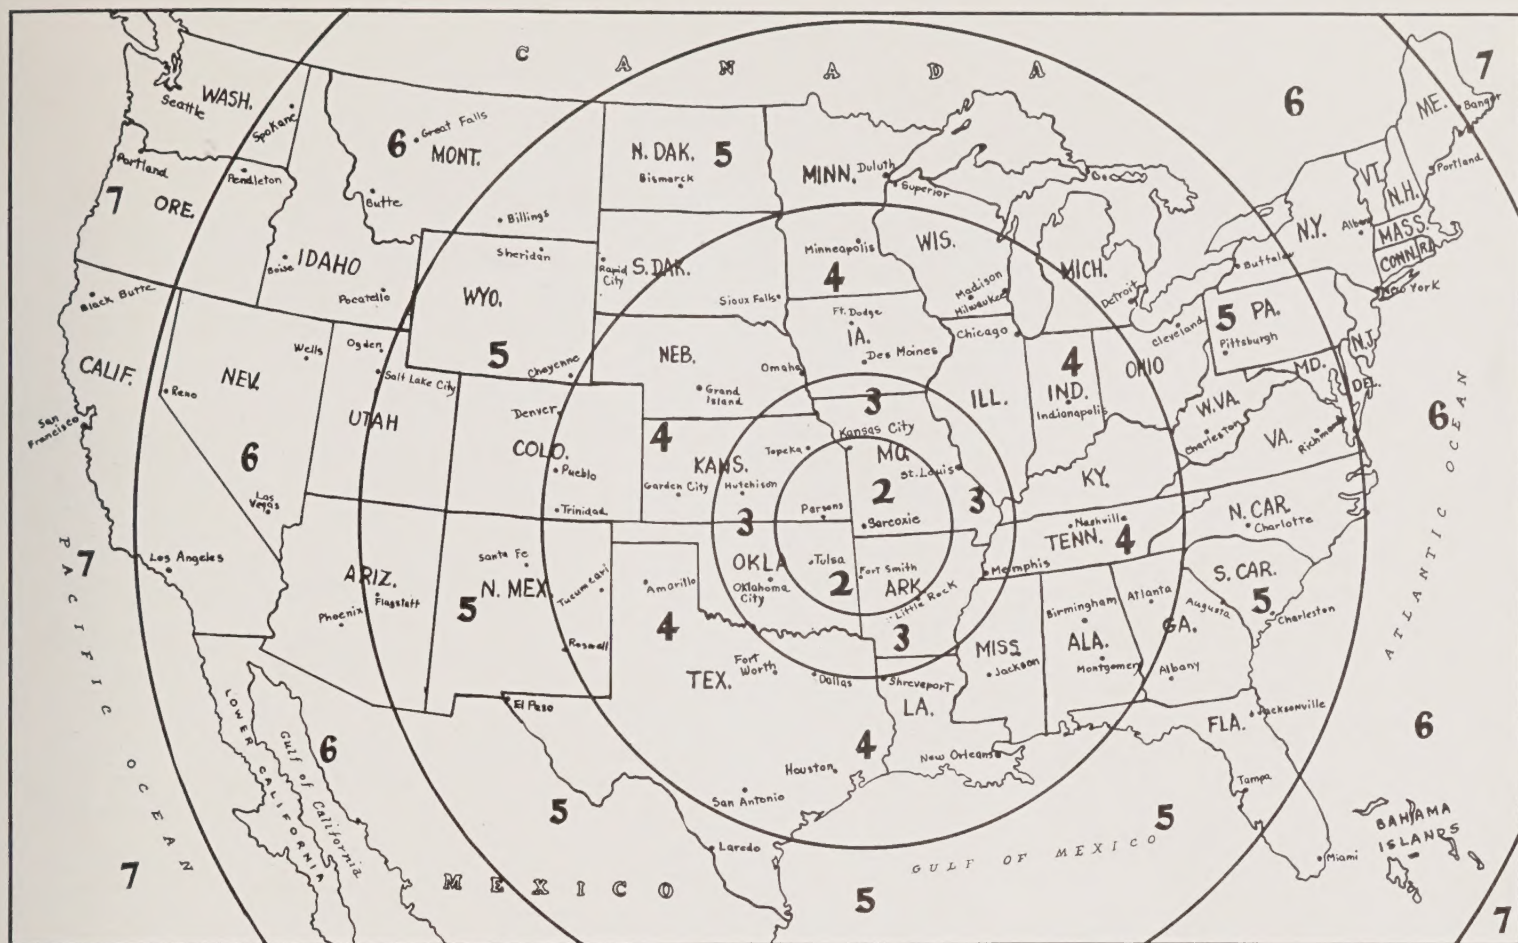 C A N A D A
7
6
ME.
Bangor
WASH.
Seattle
Spokane
6
Great Falls
MONT.
N. DAK.
5
Bismarck
MINN.
Duluth
Superior
VT.
N.H.
Portland
Portland
Pendleton
7
ORE.
Butte
Billings
N.Y.
Albany
MASS.
CONN.
R.I.
IDAHO
Boise
Pocatello
Sheridan
WYO.
Rapid
City
S. DAK.
Sioux Falls
Minneapolis
4
WIS.
Madison
Milwaukee
MICH.
Detroit
Buffalo
New York
Black Butte
CALIF.
NEV.
Wells
Reno
Ogden
Salt Lake City
UTAH
5
Cheyenne
NEB.
Grand
Island
Omaha
Ft. Dodge
IA.
Des Moines
Chicago
ILL.
4
IND.
Indianapolis
OHIO
Cleveland
5
PA.
Pittsburgh
N.J.
MD.
DEL.
San
Francisco
6
Las
Vegas
Denver
COLO.
Pueblo
Trinidad
4
KANS.
Topeka
Garden City
Hutchison
Parsons
3
3
Kansas City
MO.
St. Louis
2
Sarcoxie
3
KY.
W.VA.
Charleston
VA.
Richmond
6
PACIFIC OCEAN
ATLANTIC OCEAN
7
Los Angeles
ARIZ.
Phoenix
Flagstaff
Santa Fe
5
N. MEX.
Tucumcari
Roswell
Amarillo
4
OKLA
Oklahoma
City
Tulsa
2
Fort Smith
ARK
Little Rock
3
Memphis
Nashville
TENN.
4
N. CAR.
Charlotte
S. CAR.
5
Charleston
Birmingham
ALA.
Montgomery
Atlanta
Augusta
GA.
Albany
MISS.
Jackson
El Paso
TEX.
Fort
Worth
Dallas
Shreveport
LA.
4
Houston
San Antonio
New Orleans
FLA.
Jacksonville
Tampa
6
LOWER CALIFORNIA
Gulf of California
6
5
Laredo
5
BAHAMA
ISLANDS
Miami
GULF OF MEXICO
7
MEXICO
5
7